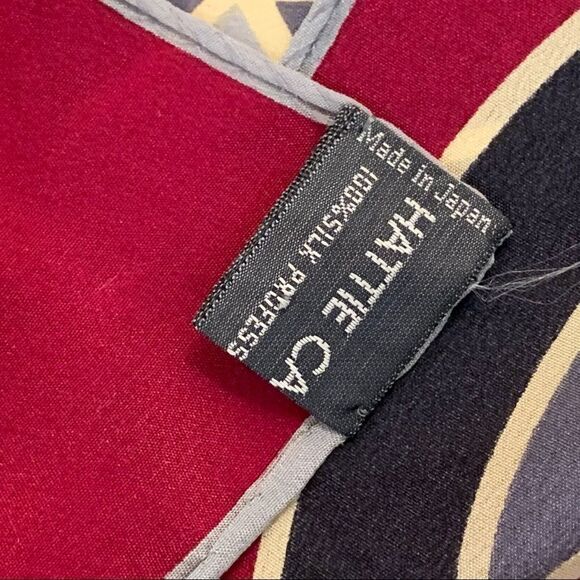 Made in Japan
HATTIE CA
100% SILK PROFESS